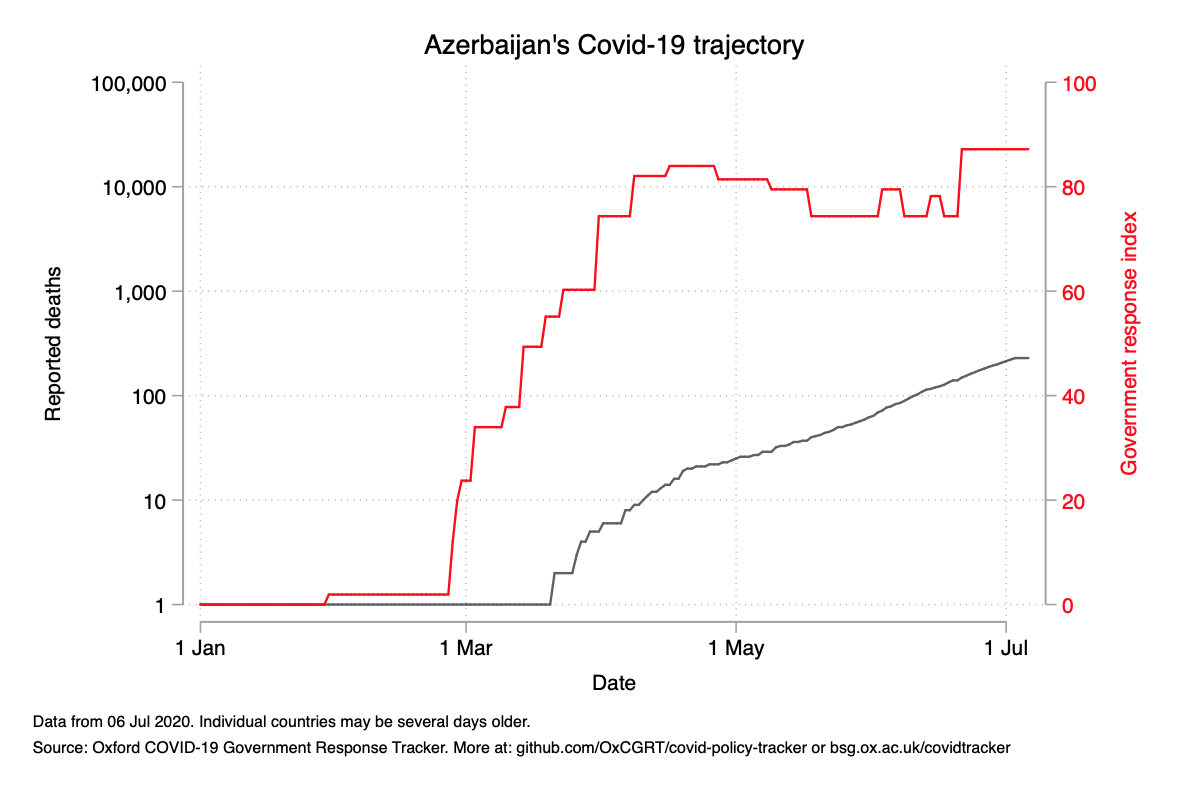 Azerbaijan's Covid-19 trajectory
100,000
10,000
1,000
100
10
1
Reported deaths
100
80
60
40
20
0
Government response index
1 Jan 1 Mar 1 May 1 Jul
Date
Data from 06 Jul 2020. Individual countries may be several days older.
Source: Oxford COVID-19 Government Response Tracker. More at: github.com/OxCGRT/covid-policy-tracker or bsg.ox.ac.uk/covidtracker